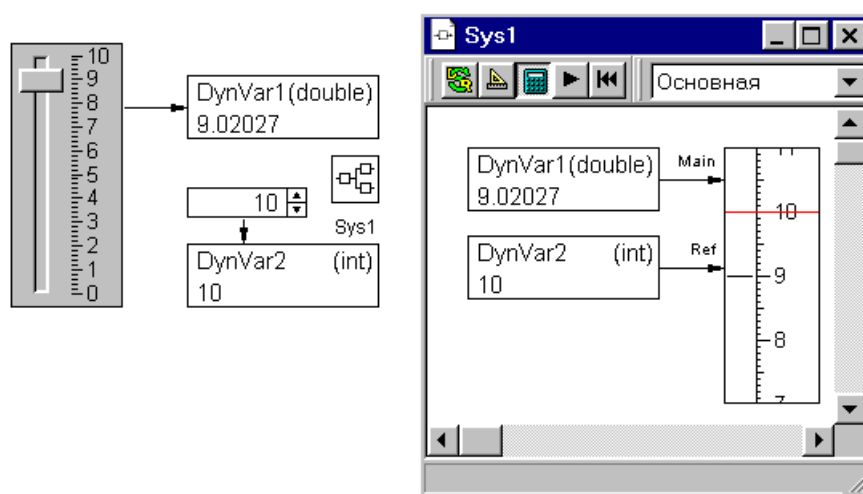 10
9
8
7
6
5
4
3
2
1
0
DynVar1(double)
9.02027
10
Sys1
DynVar2 (int)
10
Sys1
Основная
DynVar1(double)
9.02027
Main
DynVar2 (int)
10
Ref
10
9
8